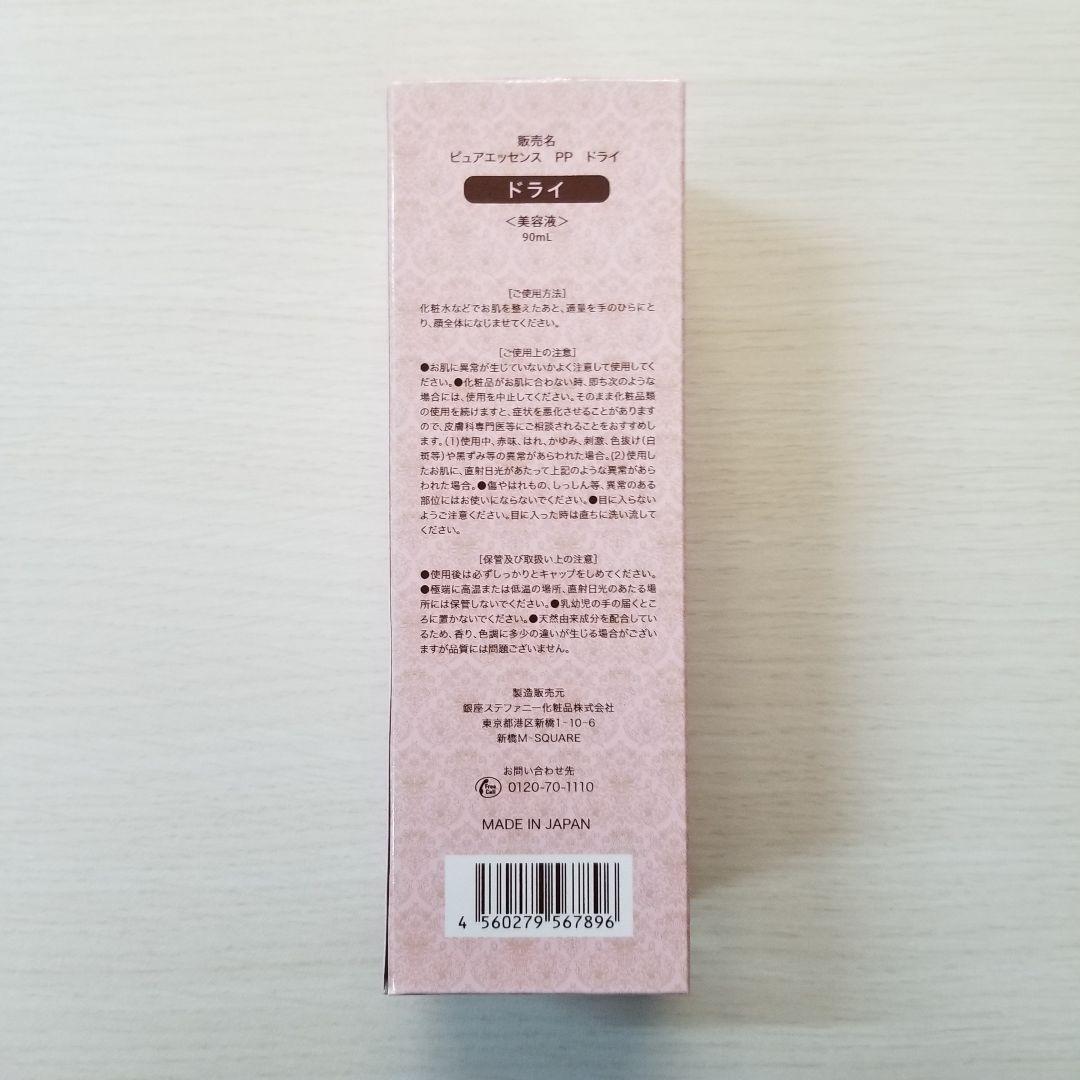 販売名
ピュアエッセンス PP ドライ
ドライ
<美容液>
90mL
[ご使用方法]
化粧水などでお肌を整えたあと、適量を手のひらにと
り、顔全体になじませてください。
[ご使用上の注意]
●お肌に異常が生じていないかよく注意して使用してく
ださい。●化粧品がお肌に合わない時、即ち次のような
場合には、使用を中止してください。そのまま化粧品類
の使用を続けますと、症状を悪化させることがあります
ので、皮膚科専門医等にご相談されることをおすすめし
ます。(1)使用中、赤味、はれ、かゆみ、刺激、色抜け(白
斑等)や黒ずみ等の異常があらわれた場合。(2)使用し
たお肌に、直射日光があたって上記のような異常があら
われた場合。●傷やはれもの、しっしん等、異常のある
部位にはお使いにならないでください。●目に入らない
ようご注意ください。目に入った時は直ちに洗い流して
ください。
[保管及び取扱い上の注意]
●使用後は必ずしっかりとキャップをしめてください。
●極端に高温または低温の場所、直射日光のあたる場
所には保管しないでください。●乳幼児の手の届くとこ
ろに置かないでください。●天然由来成分を配合してい
るため、香り、色調に多少の違いが生じる場合がござい
ますが品質には問題ございません。
製造販売元
銀座ステファニー化粧品株式会社
東京都港区新橋1-10-6
新橋M-SQUARE
お問い合わせ先
Free Call 0120-70-1110
MADE IN JAPAN
4 560279 567896